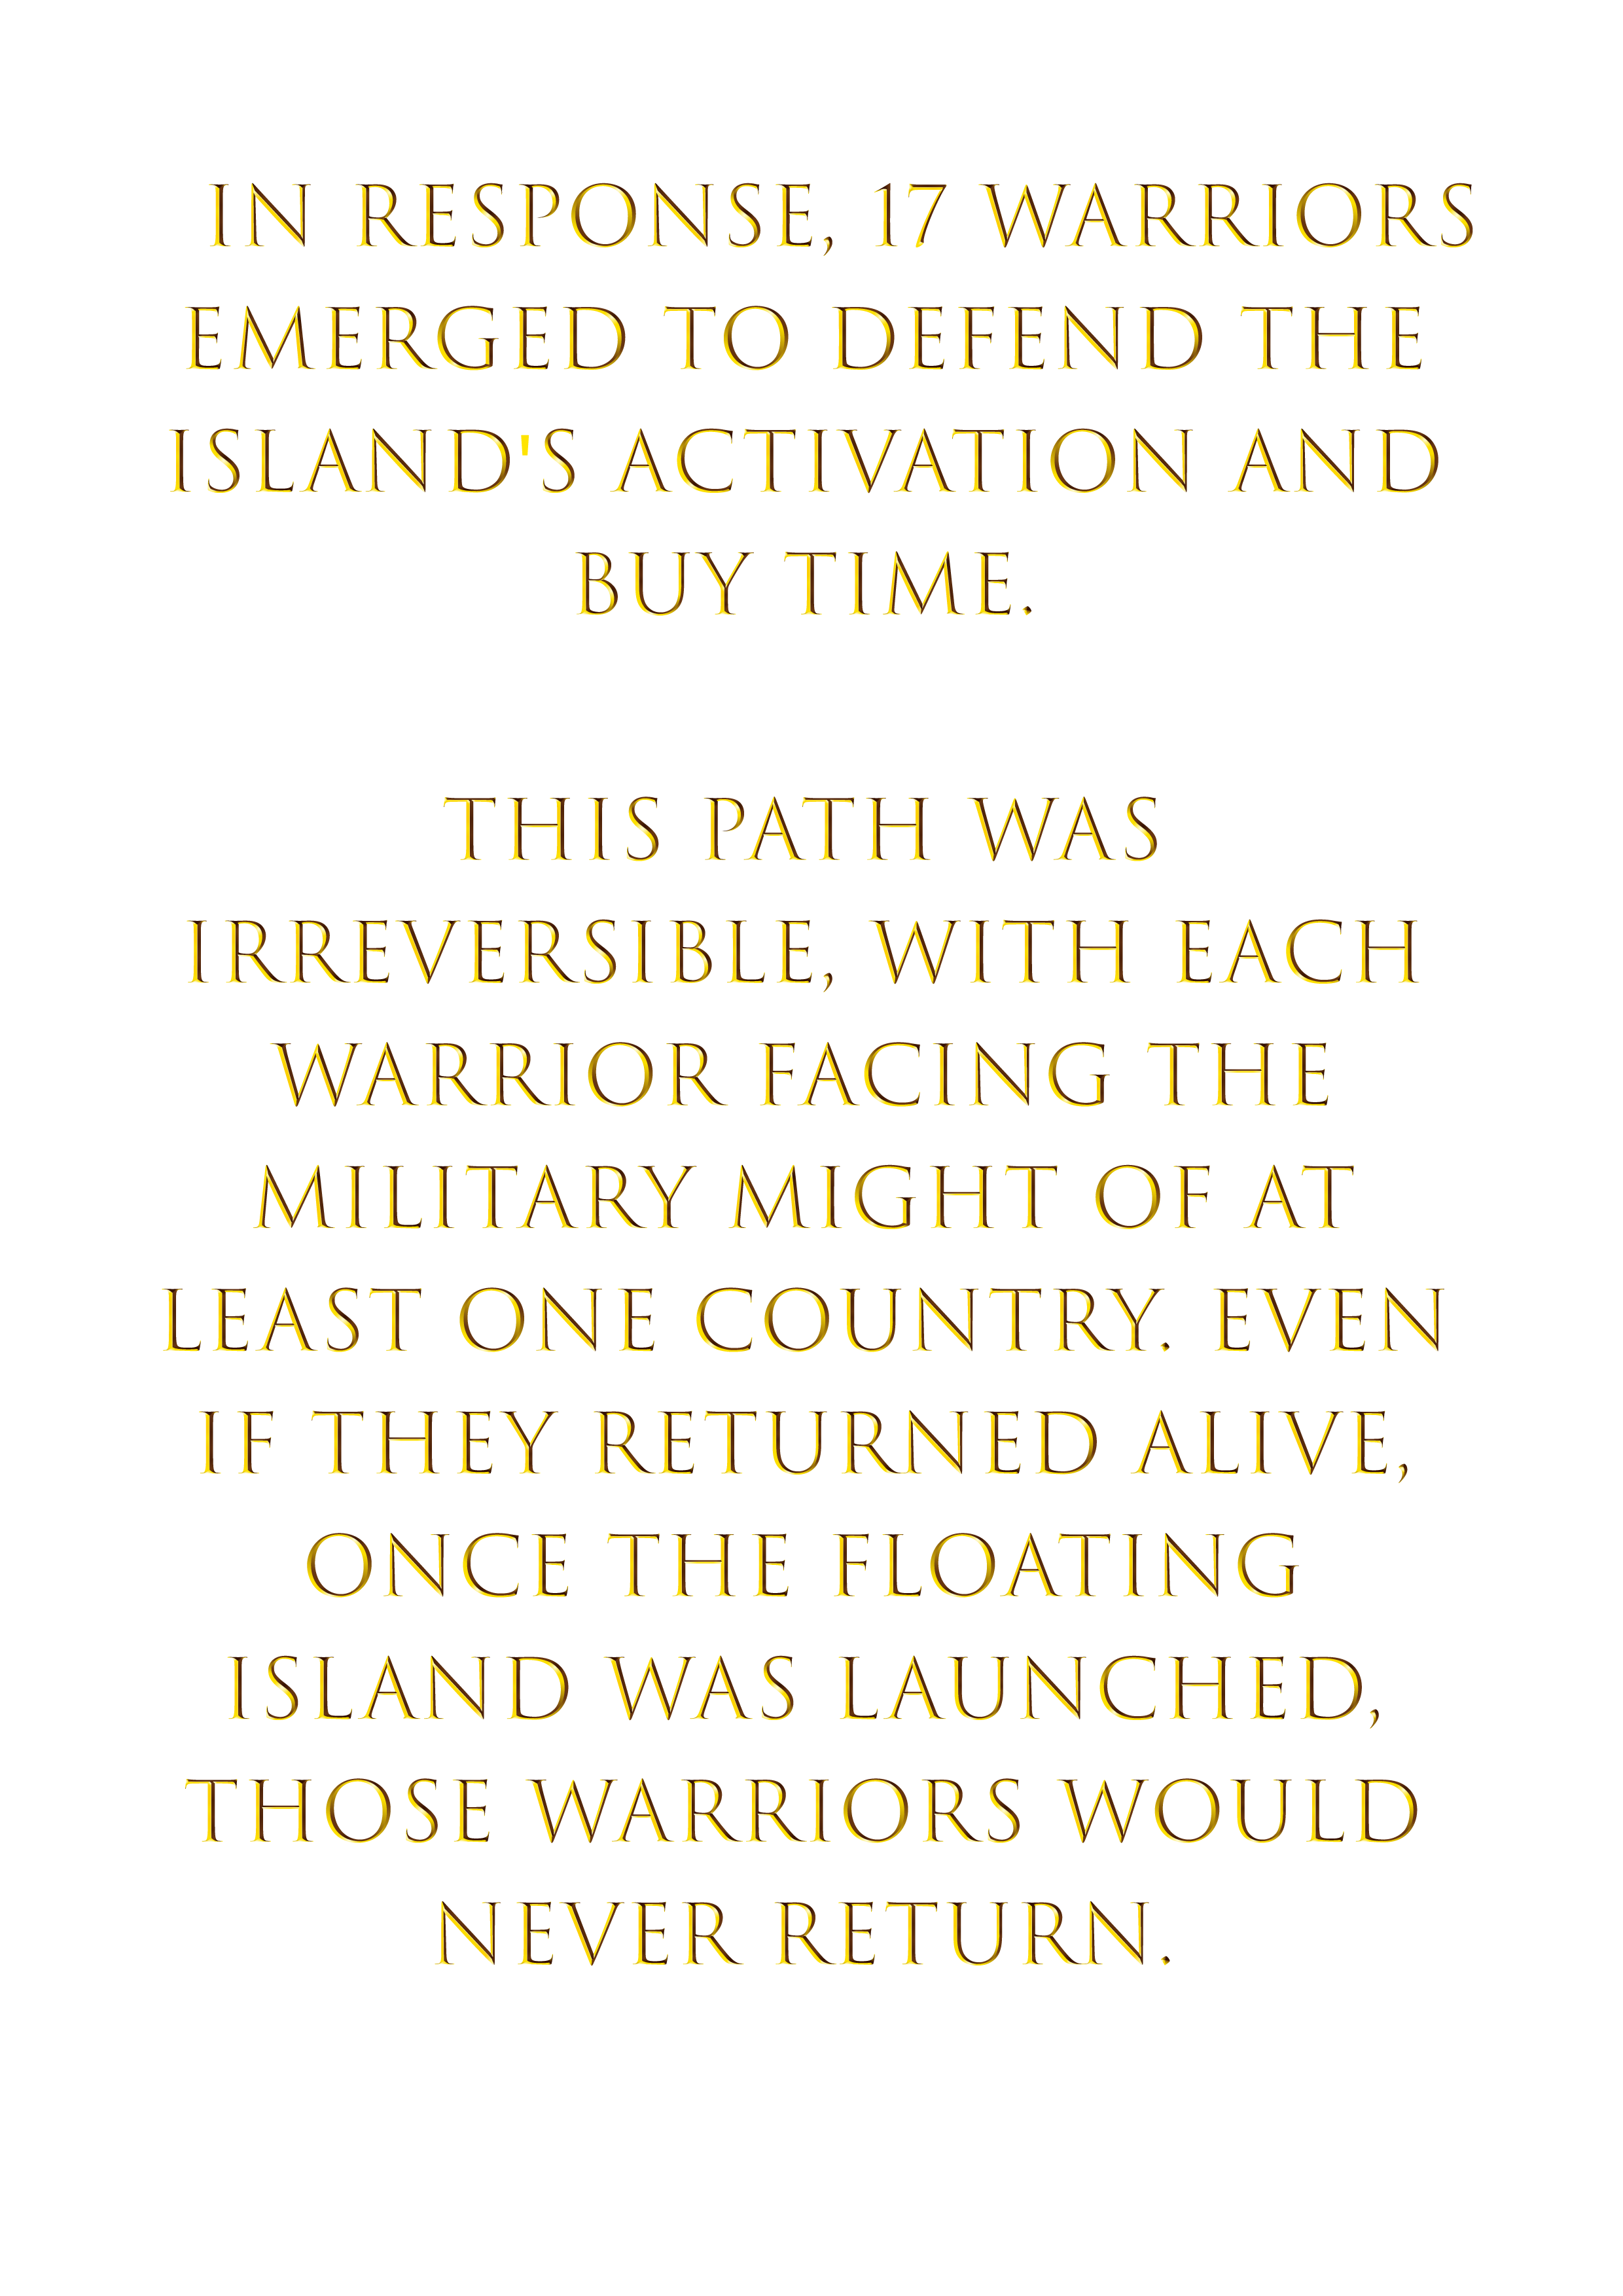 IN RESPONSE, 17 WARRIORS
EMERGED TO DEFEND THE
ISLAND'S ACTIVATION AND
BUY TIME.
THIS PATH WAS
IRREVERSIBLE, WITH EACH
WARRIOR FACING THE
MILITARY MIGHT OF AT
LEAST ONE COUNTRY. EVEN
IF THEY RETURNED ALIVE,
ONCE THE FLOATING
ISLAND WAS LAUNCHED,
THOSE WARRIORS WOULD
NEVER RETURN.